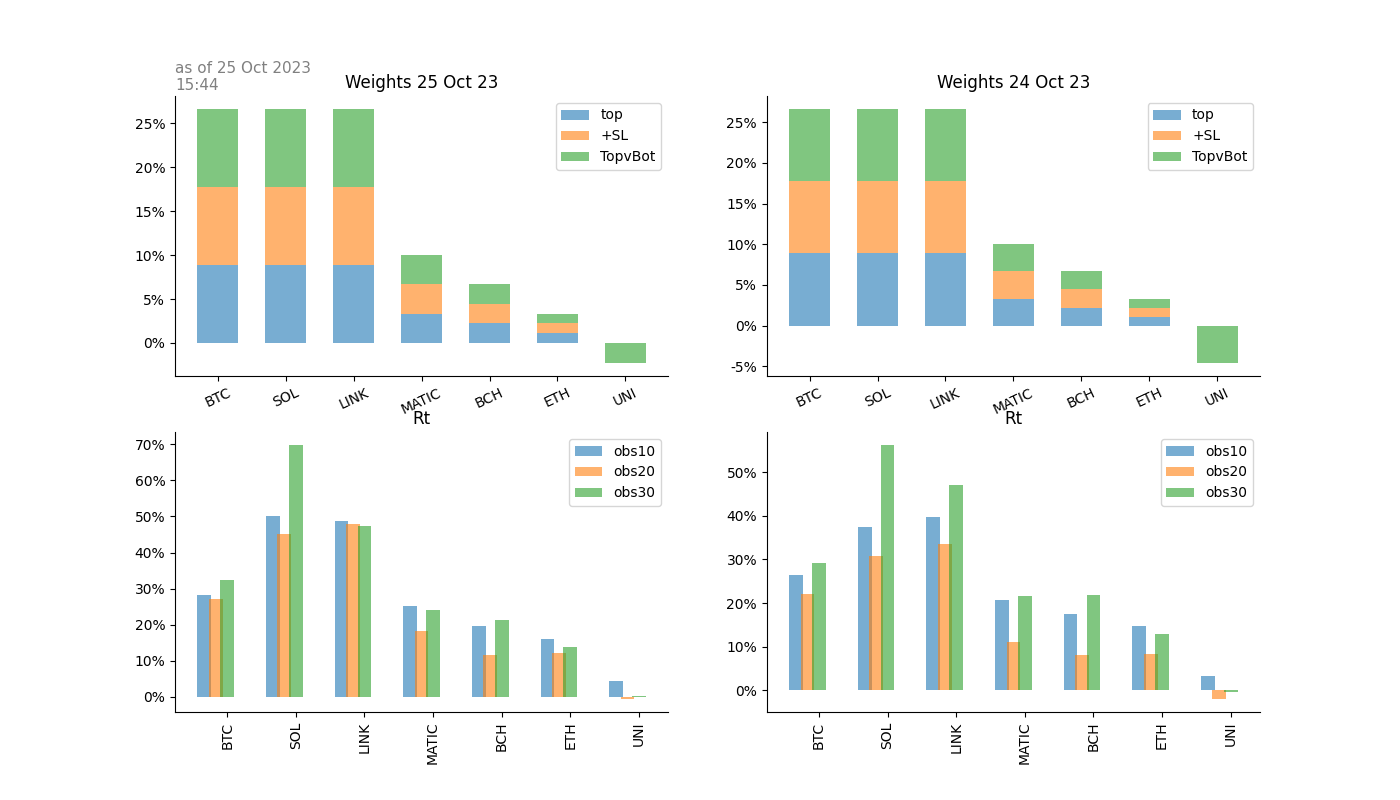 as of 25 Oct 2023
15:44
Weights 25 Oct 23
25%
20%
15%
10%
5%
0%
top
+SL
TopvBot
BTC SOL LINK MATIC BCH ETH UNI
Weights 24 Oct 23
25%
20%
15%
10%
5%
0%
-5%
top
+SL
TopvBot
BTC SOL LINK MATIC BCH ETH UNI
Rt
70%
60%
50%
40%
30%
20%
10%
0%
obs10
obs20
obs30
BTC SOL LINK MATIC BCH ETH UNI
Rt
50%
40%
30%
20%
10%
0%
obs10
obs20
obs30
BTC SOL LINK MATIC BCH ETH UNI